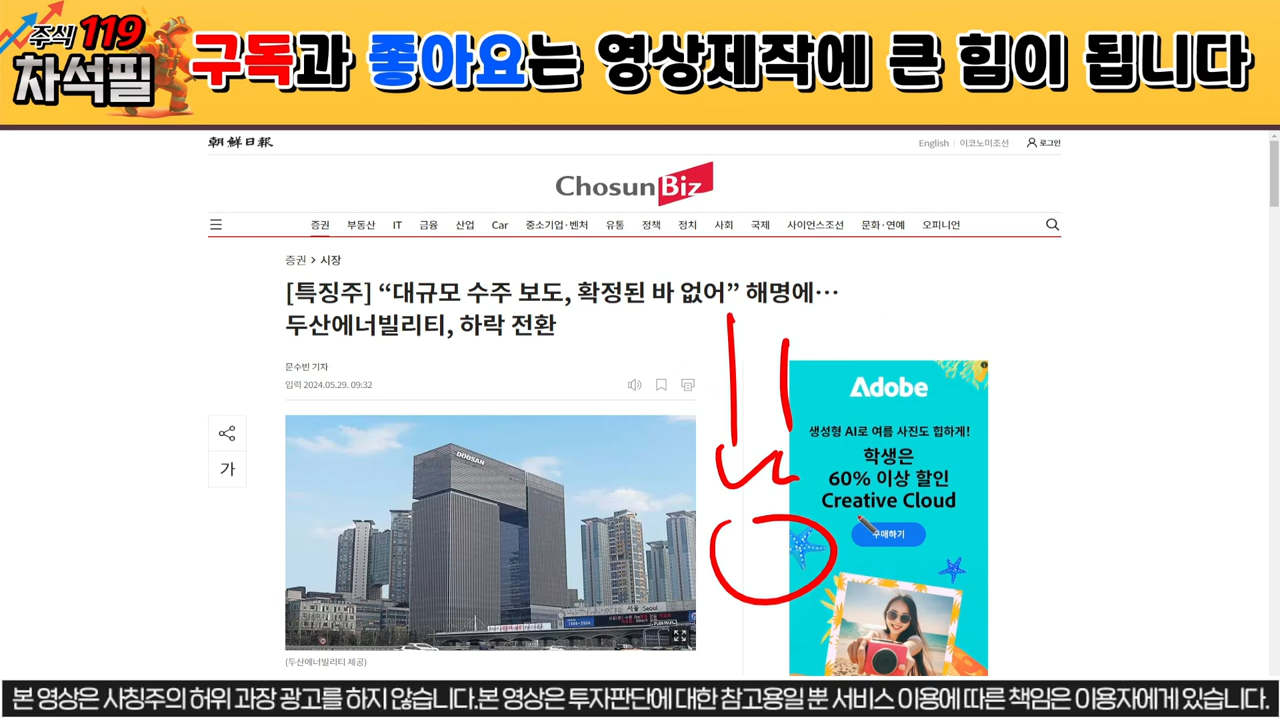 주식 119
차석필
구독과 좋아요는 영상제작에 큰 힘이 됩니다
朝鮮日報
English | 이코노미조선 로그인
ChosunBiz
증권 부동산 IT 금융 산업 Car 중소기업·벤처 유통 정책 정치 사회 국제 사이언스조선 문화·연예 오피니언
증권 > 시장
[특징주] “대규모 수주 보도, 확정된 바 없어” 해명에…
두산에너빌리티, 하락 전환
문수빈 기자
입력 2024.05.29. 09:32
가
DOOSAN
Adobe
생성형 AI로 여름 사진도 힙하게!
학생은
60% 이상 할인
Creative Cloud
구매하기
(두산에너빌리티 제공)
본 영상은 사칭주의 허위 과장 광고를 하지 않습니다.본 영상은 투자판단에 대한 참고용일 뿐 서비스 이용에 따른 책임은 이용자에게 있습니다.